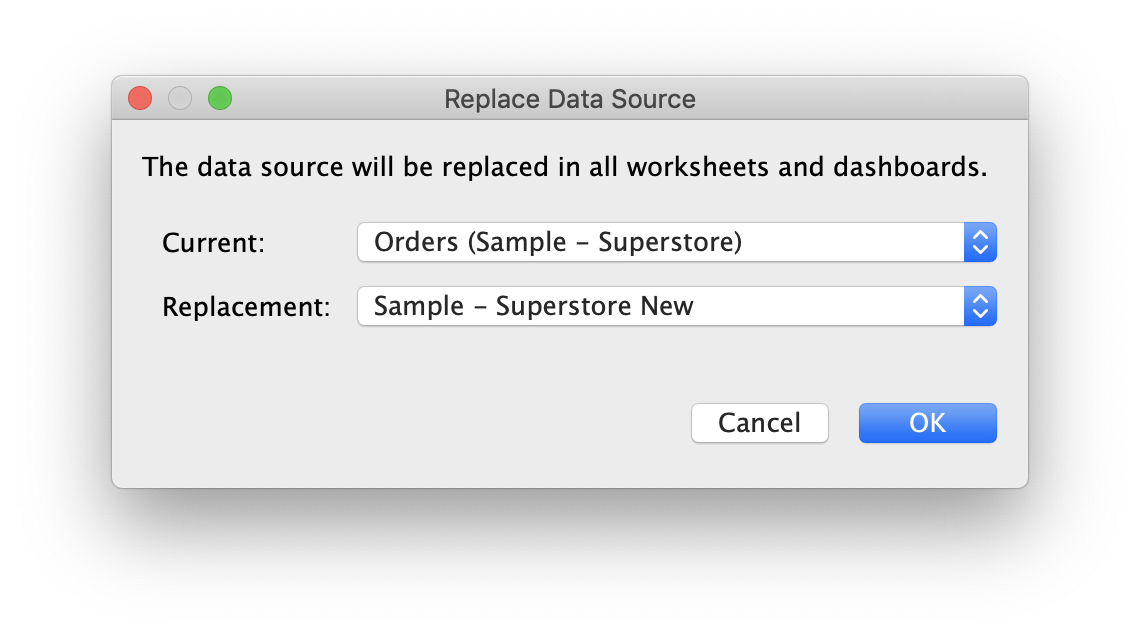 Replace Data Source
The data source will be replaced in all worksheets and dashboards.
Current: Orders (Sample – Superstore)
Replacement: Sample – Superstore New
Cancel OK